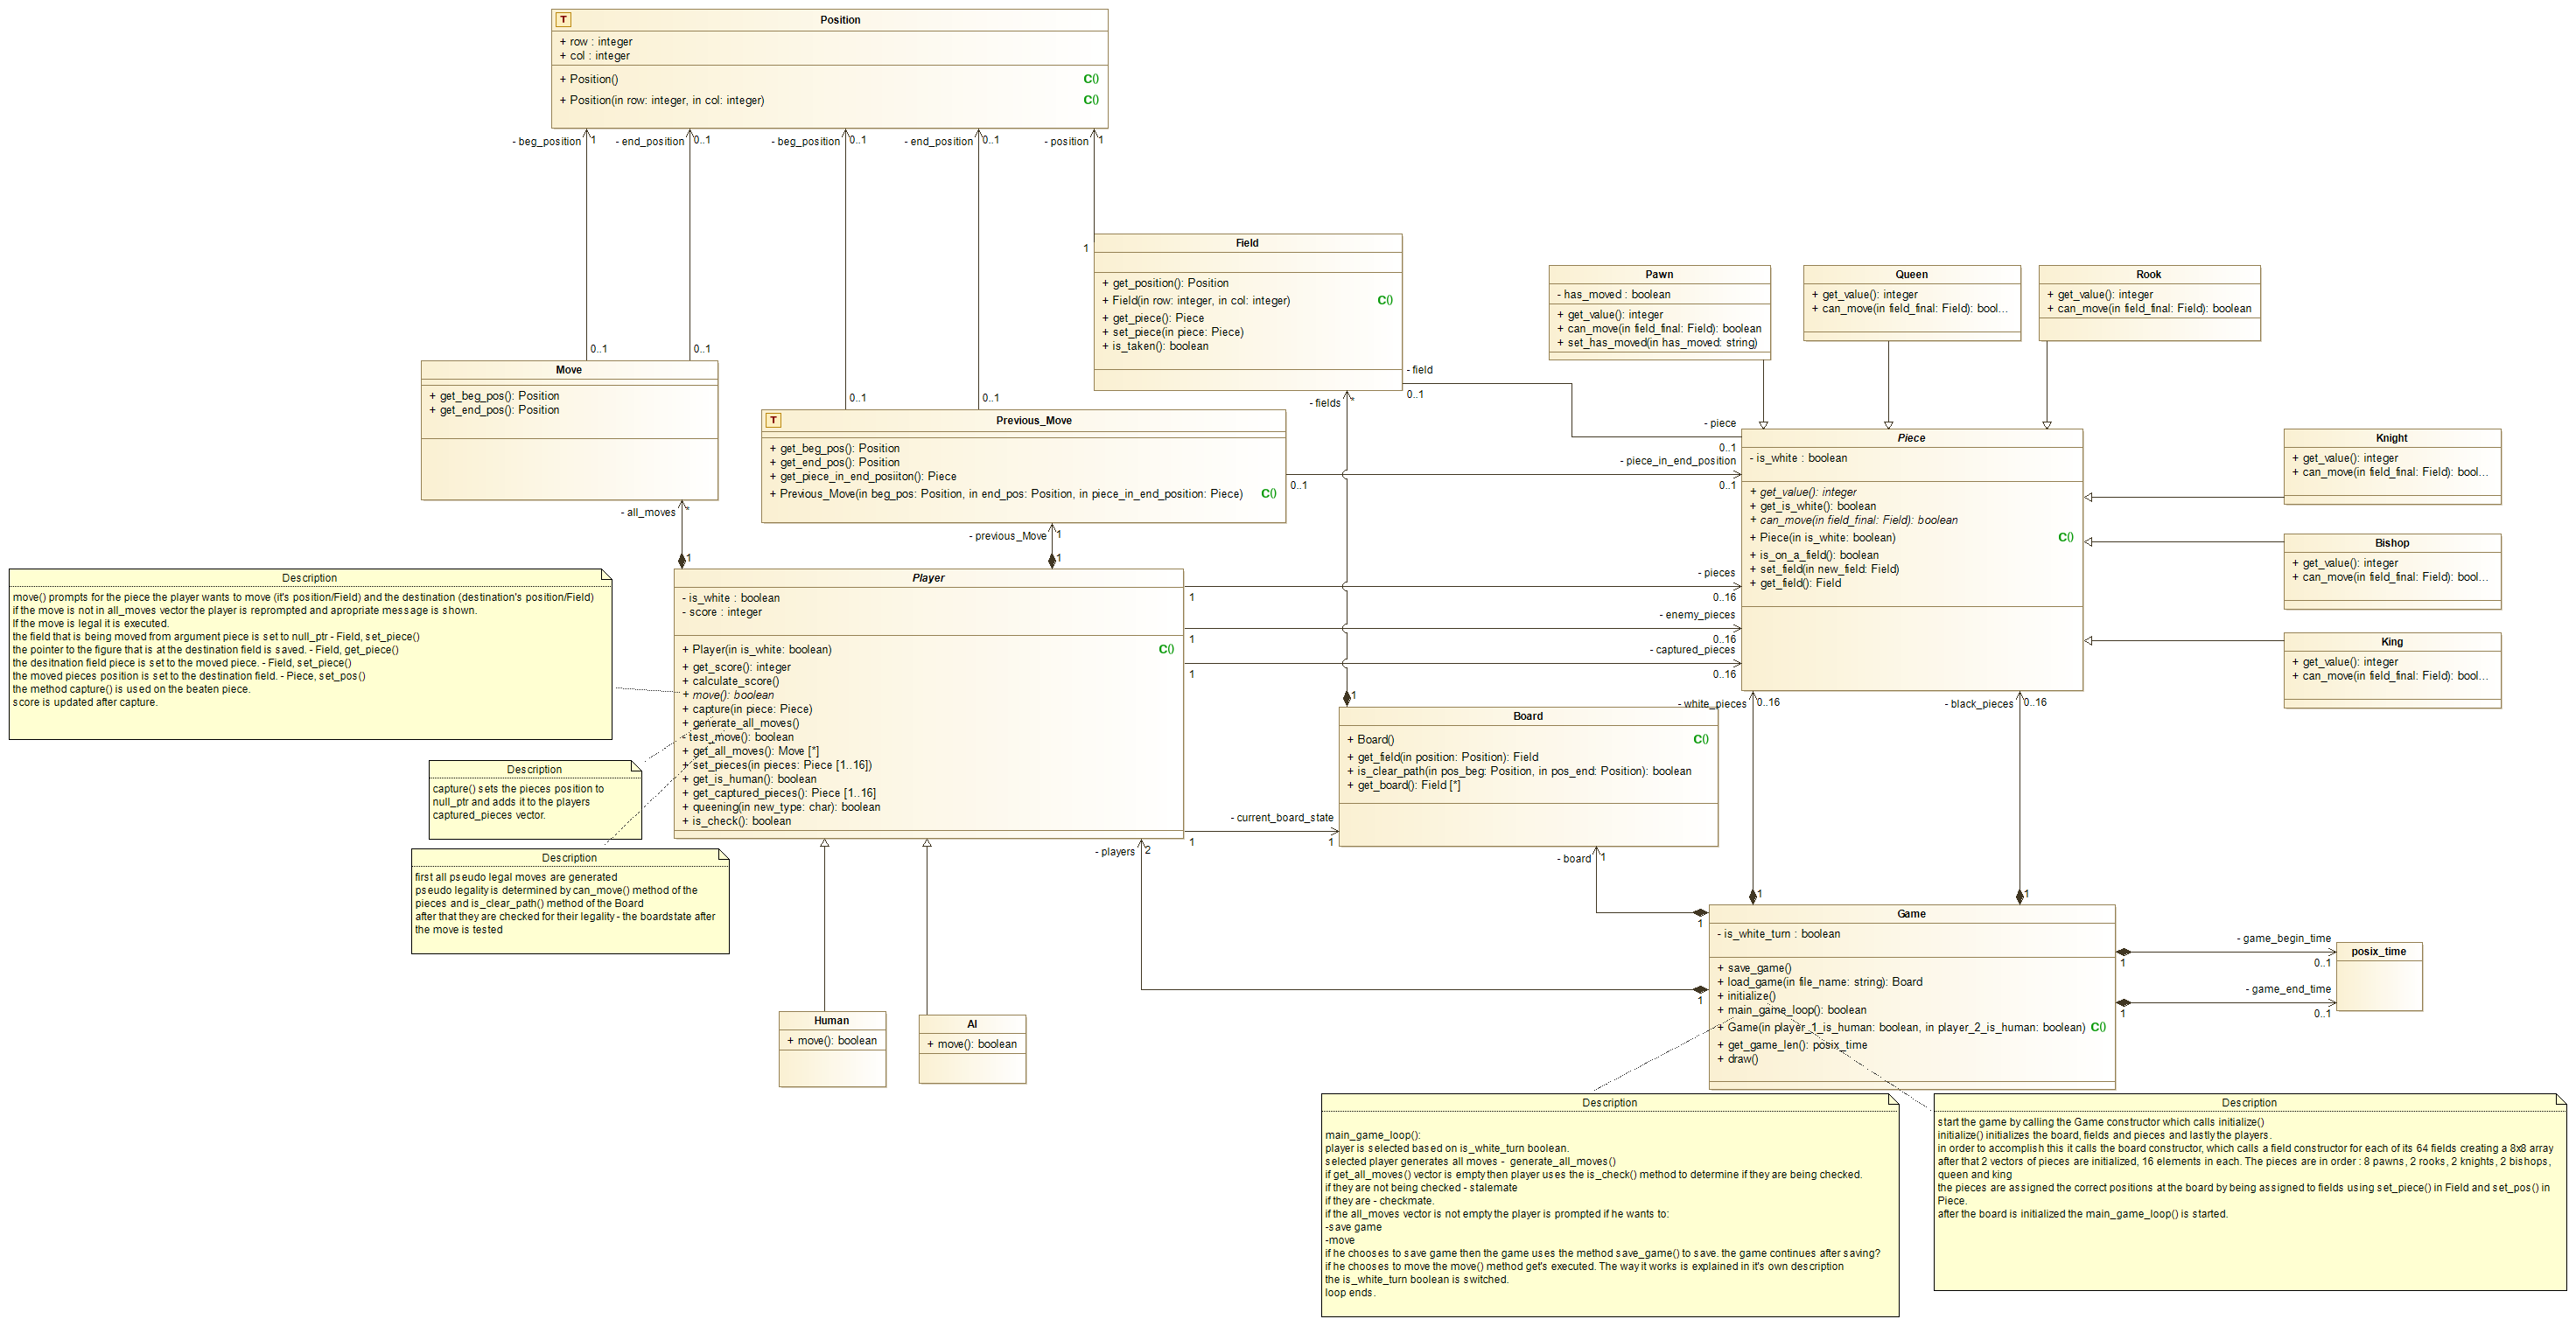 T
Position
+ row : integer
+ col : integer
+ Position() C()
+ Position(in row: integer, in col: integer) C()
- beg_position 1
- end_position 0..1
- beg_position 0..1
- end_position 0..1
- position 1
1
Field
+ get_position(): Position
+ Field(in row: integer, in col: integer) C()
+ get_piece(): Piece
+ set_piece(in piece: Piece)
+ is_taken(): boolean
Pawn
- has_moved : boolean
+ get_value(): integer
+ can_move(in field_final: Field): boolean
+ set_has_moved(in has_moved: string)
Queen
+ get_value(): integer
+ can_move(in field_final: Field): bool...
Rook
+ get_value(): integer
+ can_move(in field_final: Field): boolean
0..1
0..1
Move
+ get_beg_pos(): Position
+ get_end_pos(): Position
0..1
0..1
T
Previous_Move
+ get_beg_pos(): Position
+ get_end_pos(): Position
+ get_piece_in_end_posiiton(): Piece
+ Previous_Move(in beg_pos: Position, in end_pos: Position, in piece_in_end_position: Piece) C()
- field
0..1
- fields *
- piece
0..1
- piece_in_end_position
0..1
0..1
Piece
- is_white : boolean
+ get_value(): integer
+ get_is_white(): boolean
+ can_move(in field_final: Field): boolean
+ Piece(in is_white: boolean) C()
+ is_on_a_field(): boolean
+ set_field(in new_field: Field)
+ get_field(): Field
Knight
+ get_value(): integer
+ can_move(in field_final: Field): bool...
Bishop
+ get_value(): integer
+ can_move(in field_final: Field): bool...
King
+ get_value(): integer
+ can_move(in field_final: Field): bool...
- all_moves *
1
- previous_Move 1
1
Description
move() prompts for the piece the player wants to move (it's position/Field) and the destination (destination's position/Field)
if the move is not in all_moves vector the player is reprompted and apropriate message is shown.
If the move is legal it is executed.
the field that is being moved from argument piece is set to null_ptr - Field, set_piece()
the pointer to the figure that is at the destination field is saved. - Field, get_piece()
the desitnation field piece is set to the moved piece. - Field, set_piece()
the moved pieces position is set to the destination field. - Piece, set_pos()
the method capture() is used on the beaten piece.
score is updated after capture.
Player
- is_white : boolean
- score : integer
+ Player(in is_white: boolean) C()
+ get_score(): integer
+ calculate_score()
+ move(): boolean
+ capture(in piece: Piece)
+ generate_all_moves()
- test_move(): boolean
+ get_all_moves(): Move [*]
+ set_pieces(in pieces: Piece [1..16])
+ get_is_human(): boolean
+ get_captured_pieces(): Piece [1..16]
+ queening(in new_type: char): boolean
+ is_check(): boolean
- pieces
1
0..16
- enemy_pieces
1
0..16
- captured_pieces
1
0..16
Description
capture() sets the pieces position to
null_ptr and adds it to the players
captured_pieces vector.
Description
first all pseudo legal moves are generated
pseudo legality is determined by can_move() method of the
pieces and is_clear_path() method of the Board
after that they are checked for their legality - the boardstate after
the move is tested
1
Board
+ Board() C()
+ get_field(in position: Position): Field
+ is_clear_path(in pos_beg: Position, in pos_end: Position): boolean
+ get_board(): Field [*]
- white_pieces 0..16
- black_pieces 0..16
- current_board_state
1
1
- players 2
- board 1
1
1
1
1
Game
- is_white_turn : boolean
+ save_game()
+ load_game(in file_name: string): Board
+ initialize()
+ main_game_loop(): boolean
+ Game(in player_1_is_human: boolean, in player_2_is_human: boolean) C()
+ get_game_len(): posix_time
+ draw()
- game_begin_time
1
0..1
- game_end_time
1
0..1
posix_time
Human
+ move(): boolean
AI
+ move(): boolean
Description
main_game_loop():
player is selected based on is_white_turn boolean.
selected player generates all moves - generate_all_moves()
if get_all_moves() vector is empty then player uses the is_check() method to determine if they are being checked.
if they are not being checked - stalemate
if they are - checkmate.
if the all_moves vector is not empty the player is prompted if he wants to:
-save game
-move
if he chooses to save game then the game uses the method save_game() to save. the game continues after saving?
if he chooses to move the move() method get's executed. The way it works is explained in it's own description
the is_white_turn boolean is switched.
loop ends.
Description
start the game by calling the Game constructor which calls initialize()
initialize() initializes the board, fields and pieces and lastly the players.
in order to accomplish this it calls the board constructor, which calls a field constructor for each of its 64 fields creating a 8x8 array
after that 2 vectors of pieces are initialized, 16 elements in each. The pieces are in order : 8 pawns, 2 rooks, 2 knights, 2 bishops,
queen and king
the pieces are assigned the correct positions at the board by being assigned to fields using set_piece() in Field and set_pos() in
Piece.
after the board is initialized the main_game_loop() is started.